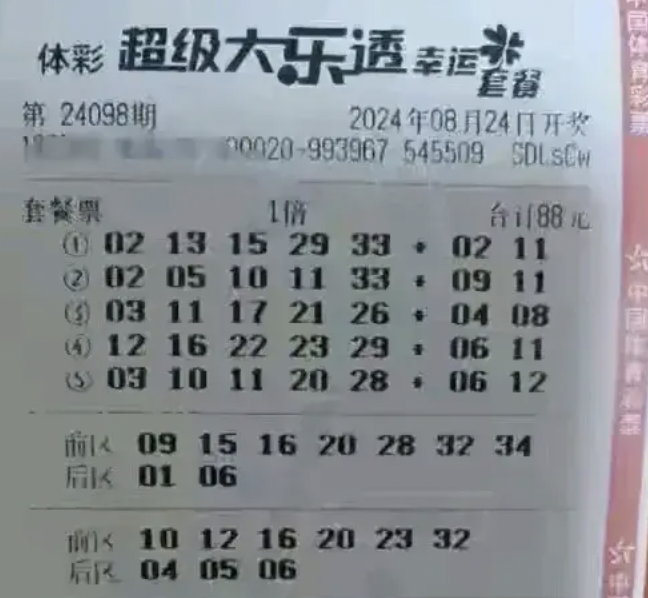 体彩 超级大乐透 幸运套餐
第 24098期 2024年08月24日开奖
00020-993967 545509 SDLsCw
套餐票 1倍 合计88元
① 02 13 15 29 33 + 02 11
② 02 05 10 11 33 + 09 11
③ 03 11 17 21 26 + 04 08
④ 12 16 22 23 29 + 06 11
⑤ 03 10 11 20 28 + 06 12
前区 09 15 16 20 28 32 34
后区 01 06
前区 10 12 16 20 23 32
后区 04 05 06
中国体育彩票
中国体育彩票